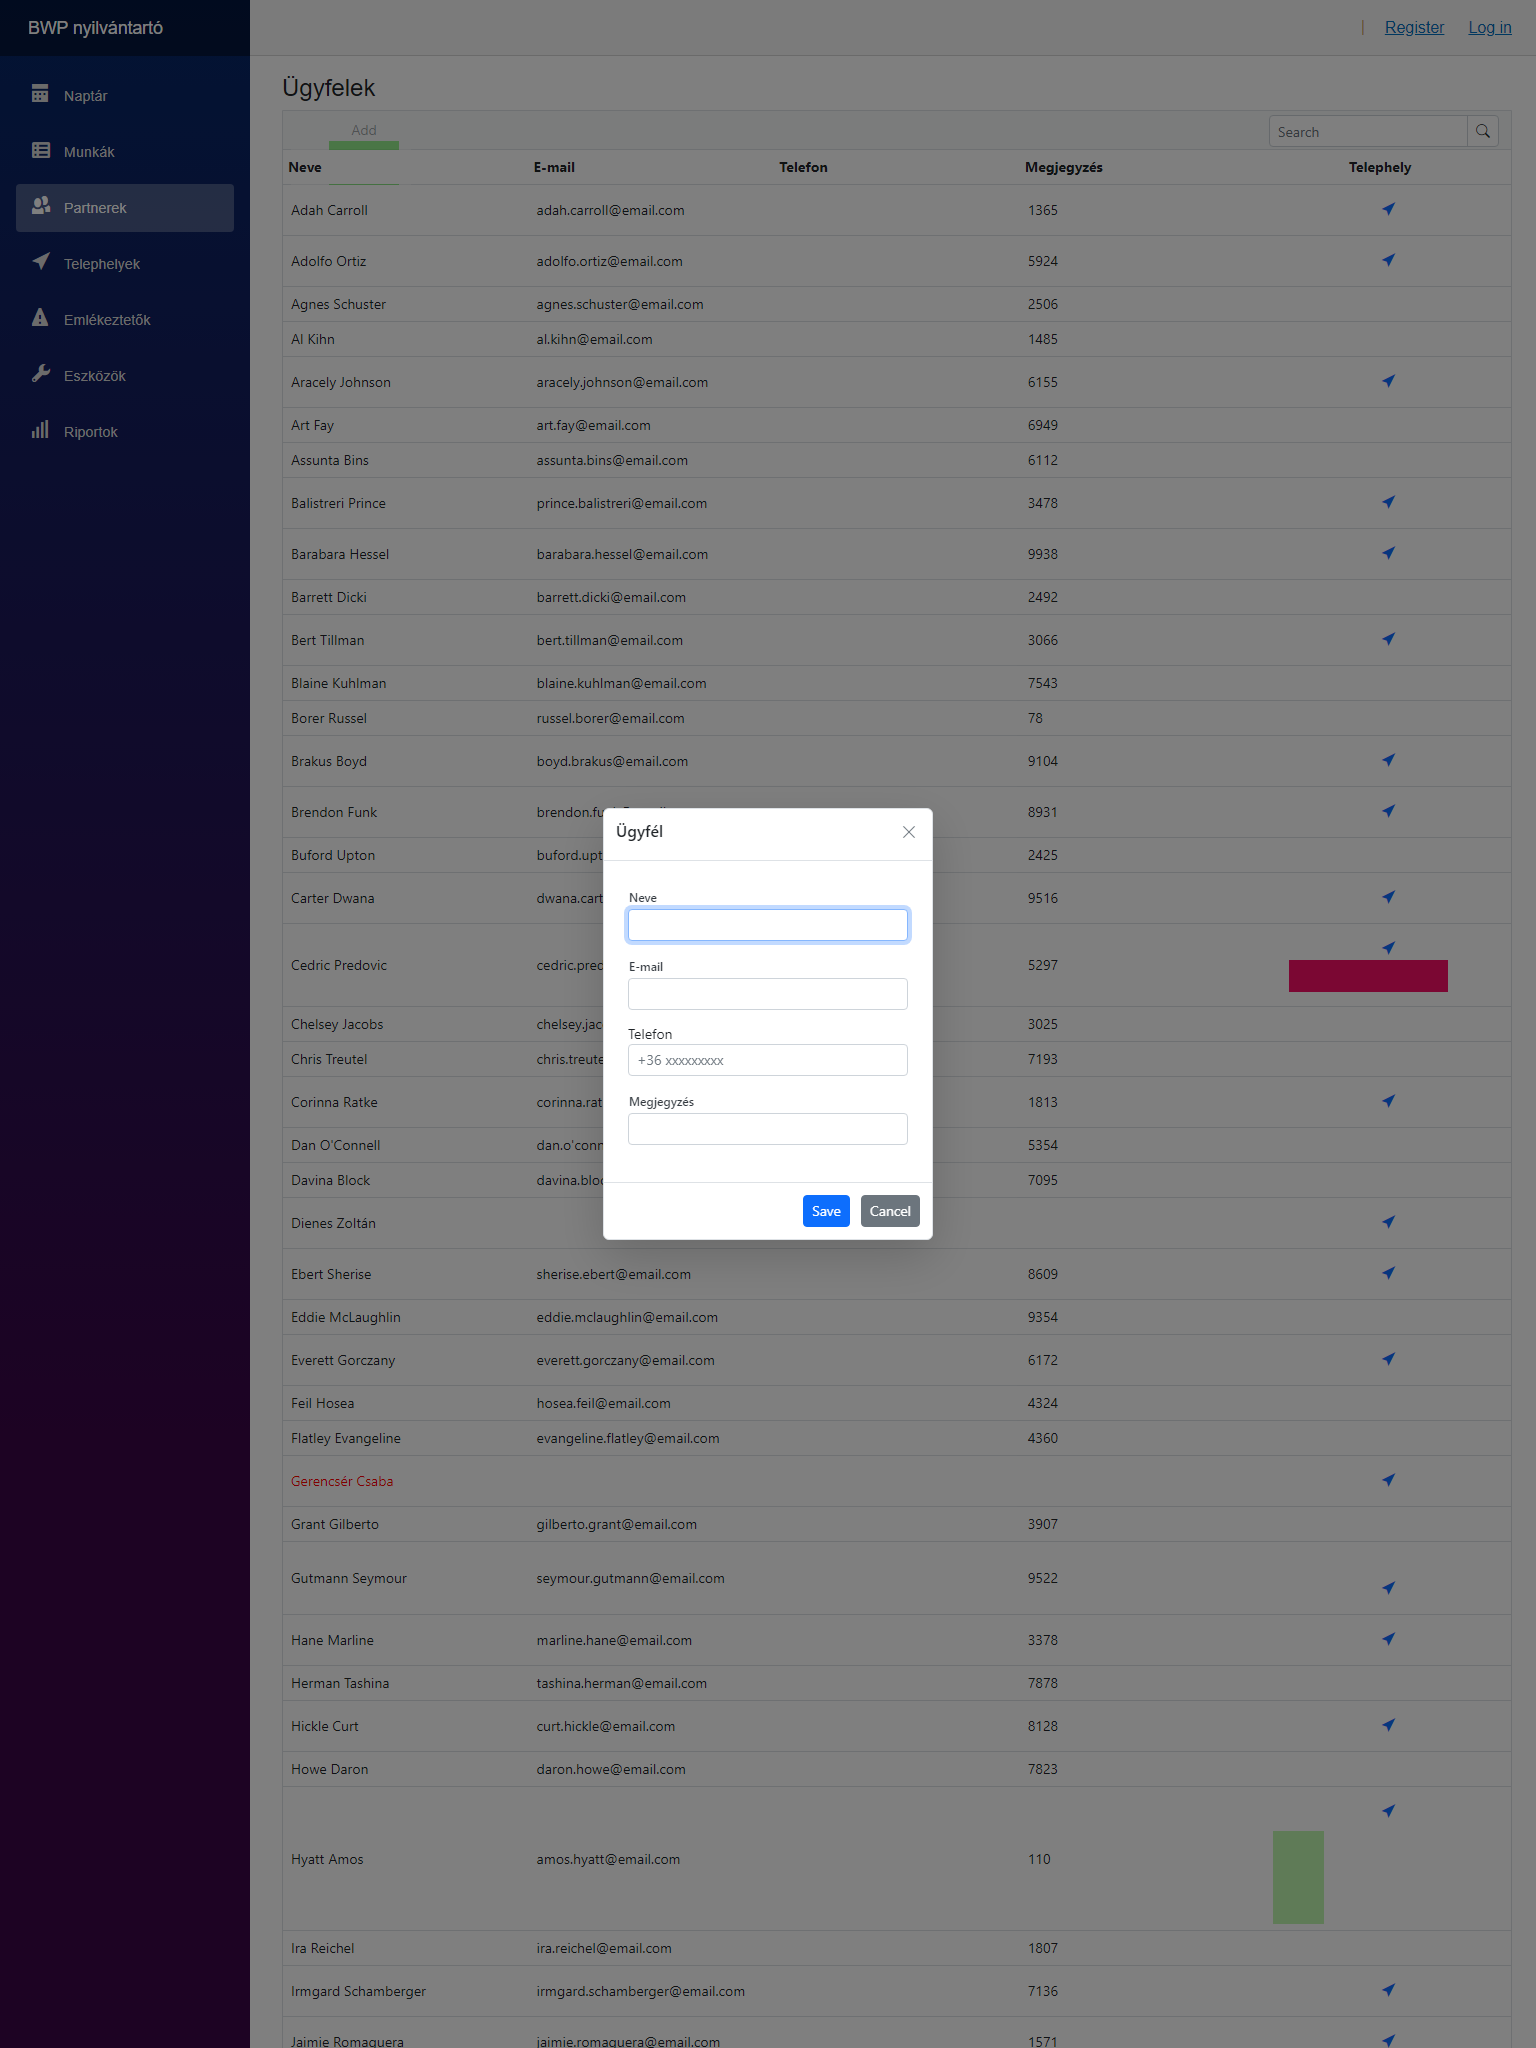 BWP nyilvántartó
Register Log in
Naptár
Munkák
Partnerek
Telephelyek
Emlékeztetők
Eszközök
Riportok
Ügyfelek
Add
Search
Neve E-mail Telefon Megjegyzés Telephely
Adah Carroll adah.carroll@email.com 1365
Adolfo Ortiz adolfo.ortiz@email.com 5924
Agnes Schuster agnes.schuster@email.com 2506
Al Kihn al.kihn@email.com 1485
Aracely Johnson aracely.johnson@email.com 6155
Art Fay art.fay@email.com 6949
Assunta Bins assunta.bins@email.com 6112
Balistreri Prince prince.balistreri@email.com 3478
Barabara Hessel barabara.hessel@email.com 9938
Barrett Dicki barrett.dicki@email.com 2492
Bert Tillman bert.tillman@email.com 3066
Blaine Kuhlman blaine.kuhlman@email.com 7543
Borer Russel russel.borer@email.com 78
Brakus Boyd boyd.brakus@email.com 9104
Brendon Funk brendon.fu 8931
Buford Upton buford.upt 2425
Carter Dwana dwana.cart 9516
Cedric Predovic cedric.pred 5297
Chelsey Jacobs chelsey.jac 3025
Chris Treutel chris.treute 7193
Corinna Ratke corinna.rat 1813
Dan O'Connell dan.o'conn 5354
Davina Block davina.bloc 7095
Dienes Zoltán
Ebert Sherise sherise.ebert@email.com 8609
Eddie McLaughlin eddie.mclaughlin@email.com 9354
Everett Gorczany everett.gorczany@email.com 6172
Feil Hosea hosea.feil@email.com 4324
Flatley Evangeline evangeline.flatley@email.com 4360
Gerencsér Csaba
Grant Gilberto gilberto.grant@email.com 3907
Gutmann Seymour seymour.gutmann@email.com 9522
Hane Marline marline.hane@email.com 3378
Herman Tashina tashina.herman@email.com 7878
Hickle Curt curt.hickle@email.com 8128
Howe Daron daron.howe@email.com 7823
Hyatt Amos amos.hyatt@email.com 110
Ira Reichel ira.reichel@email.com 1807
Irmgard Schamberger irmgard.schamberger@email.com 7136
Jaimie Romaguera jaimie.romaguera@email.com 1571
Ügyfél
Neve
E-mail
Telefon
+36 xxxxxxxxx
Megjegyzés
Save Cancel